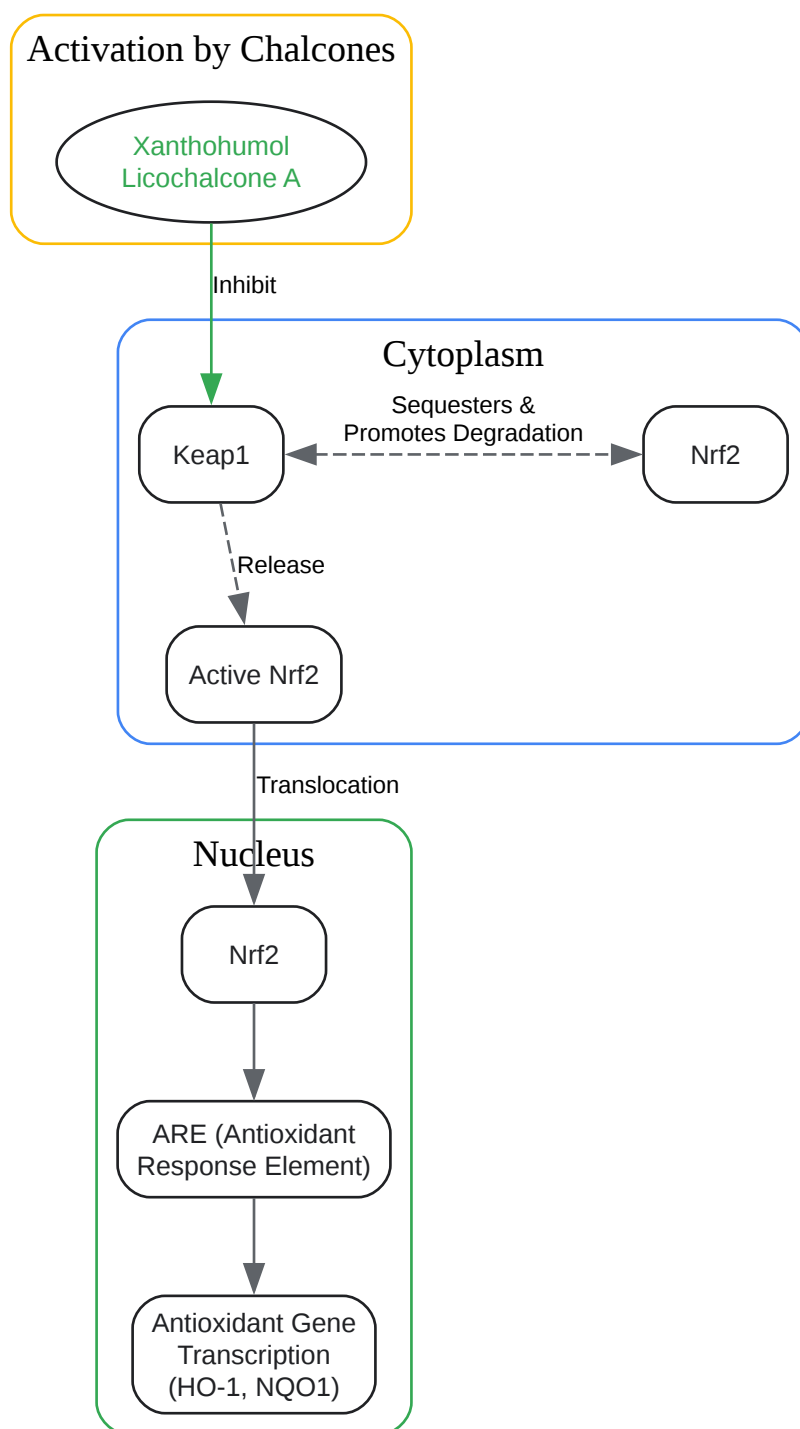 Activation by Chalcones
Xanthohumol
Licochalcone A
Inhibit
Cytoplasm
Sequesters &
Promotes Degradation
Keap1
Nrf2
Release
Active Nrf2
Translocation
Nucleus
Nrf2
ARE (Antioxidant
Response Element)
Antioxidant Gene
Transcription
(HO-1, NQO1)